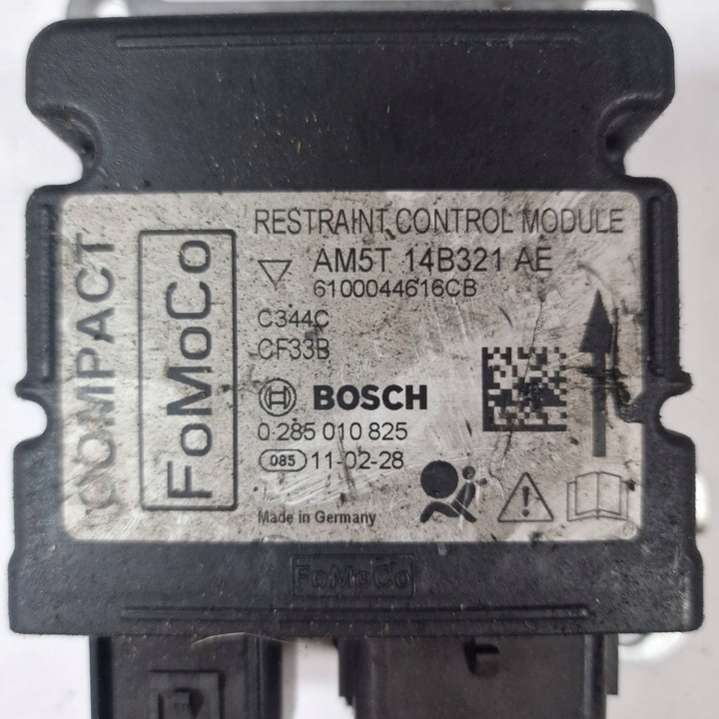 COMPACT
FoMoCo
RESTRAINT CONTROL MODULE
AM5T 14B321 AE
6100044616CB
C344C
CF33B
BOSCH
0 285 010 825
085 11-02-28
Made in Germany
FoMoCo